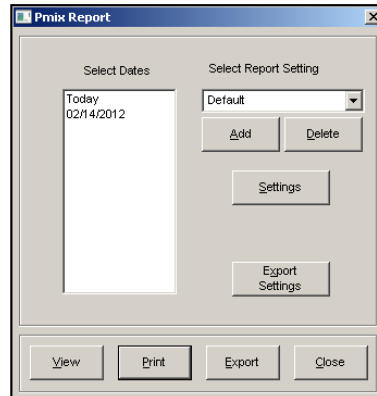 Pmix Report
Select Dates
Today
02/14/2012
Select Report Setting
Default
Add
Delete
Settings
Export
Settings
View
Print
Export
Close